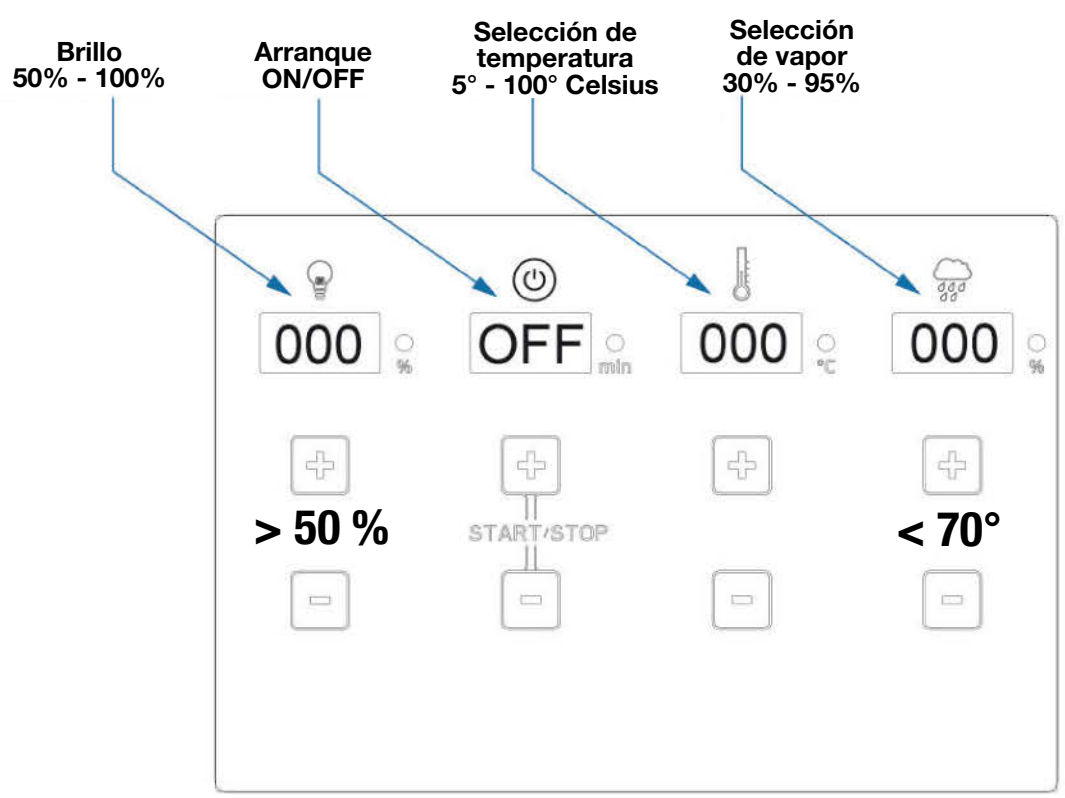 Brillo
50% - 100%
Arranque
ON/OFF
Selección de
temperatura
5° - 100° Celsius
Selección
de vapor
30% - 95%
000 %
OFF min
000 °C
000 %
> 50 %
START/STOP
< 70°